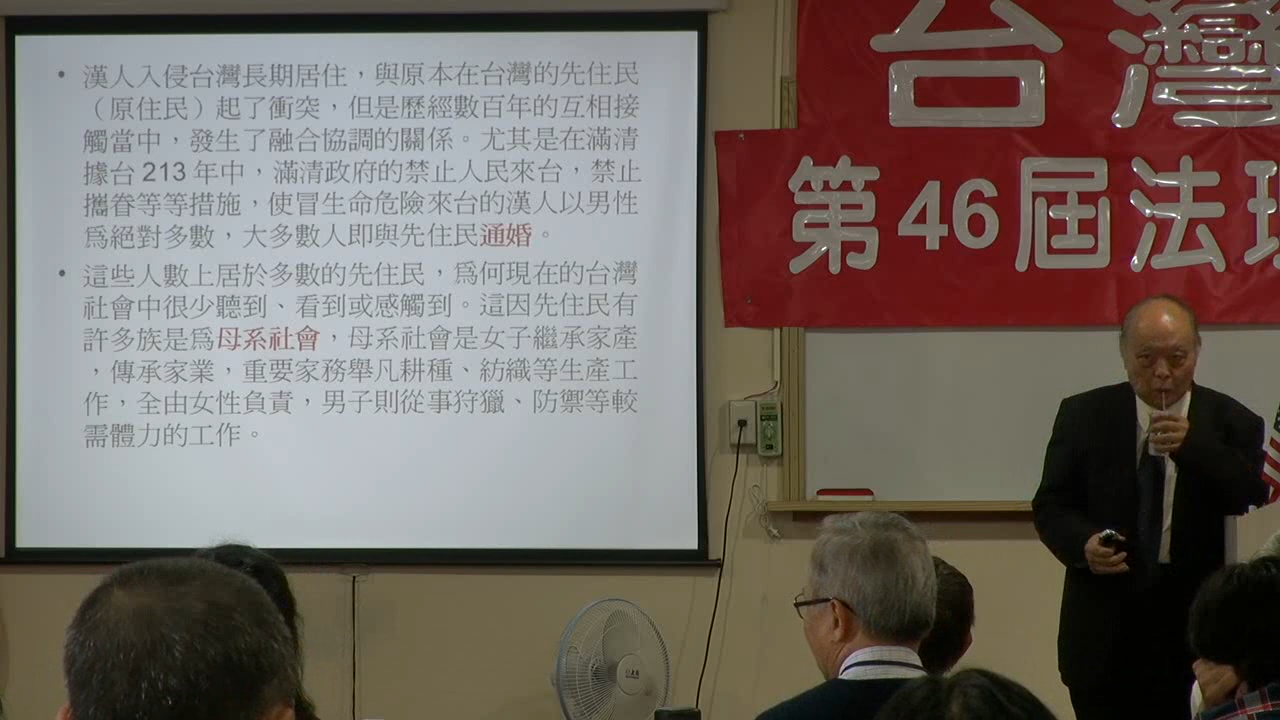 • 漢人入侵台灣長期居住，與原本在台灣的先住民
（原住民）起了衝突，但是歷經數百年的互相接
觸當中，發生了融合協調的關係。尤其是在滿清
據台 213 年中，滿清政府的禁止人民來台，禁止
攜眷等等措施，使冒生命危險來台的漢人以男性
為絕對多數，大多數人即與先住民通婚。
• 這些人數上居於多數的先住民，為何現在的台灣
社會中很少聽到、看到或感觸到。這因先住民有
許多族是為母系社會，母系社會是女子繼承家產
，傳承家業，重要家務舉凡耕種、紡織等生產工
作，全由女性負責，男子則從事狩獵、防禦等較
需體力的工作。
台灣
第46屆法理